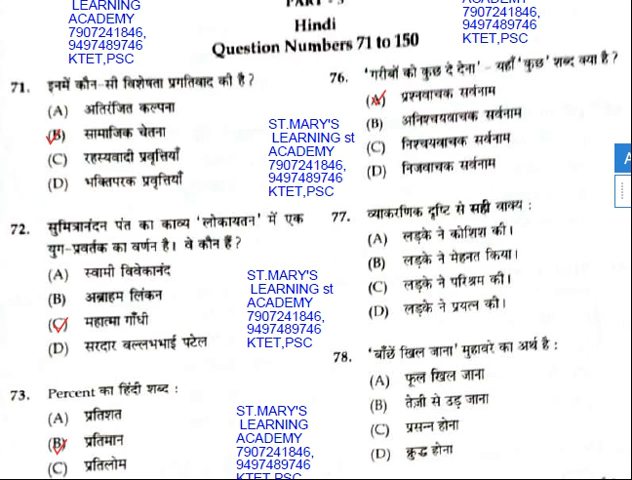 PART - 3
Hindi
Question Numbers 71 to 150
LEARNING
ACADEMY
7907241846,
9497489746
KTET,PSC
ACADEMY
7907241846,
9497489746
KTET,PSC
71. इनमें कौन-सी विशेषता प्रगतिवाद की है?
(A) अतिरंजित कल्पना
(B) सामाजिक चेतना
(C) रहस्यवादी प्रवृत्तियाँ
(D) भक्तिपरक प्रवृत्तियाँ
ST.MARY'S
LEARNING st
ACADEMY
7907241846,
9497489746
KTET,PSC
72. सुमित्रानंदन पंत का काव्य 'लोकायतन' में एक
युग-प्रवर्तक का वर्णन है। वे कौन हैं?
(A) स्वामी विवेकानंद
(B) अब्राहम लिंकन
(C) महात्मा गाँधी
(D) सरदार वल्लभभाई पटेल
ST.MARY'S
LEARNING st
ACADEMY
7907241846,
9497489746
KTET,PSC
73. Percent का हिंदी शब्द :
(A) प्रतिशत
(B) प्रतिमान
(C) प्रतिलोम
ST.MARY'S
LEARNING
ACADEMY
7907241846,
9497489746
KTET PSC
76. 'गरीबों को कुछ दे देना' - यहाँ 'कुछ' शब्द क्या है?
(A) प्रश्नवाचक सर्वनाम
(B) अनिश्चयवाचक सर्वनाम
(C) निश्चयवाचक सर्वनाम
(D) निजवाचक सर्वनाम
77. व्याकरणिक दृष्टि से सही वाक्य :
(A) लड़के ने कोशिश की।
(B) लड़के ने मेहनत किया।
(C) लड़के ने परिश्रम की।
(D) लड़के ने प्रयत्न की।
78. 'बाँछें खिल जाना' मुहावरे का अर्थ है :
(A) फूल खिल जाना
(B) तेज़ी से उड़ जाना
(C) प्रसन्न होना
(D) क्रुद्ध होना
A